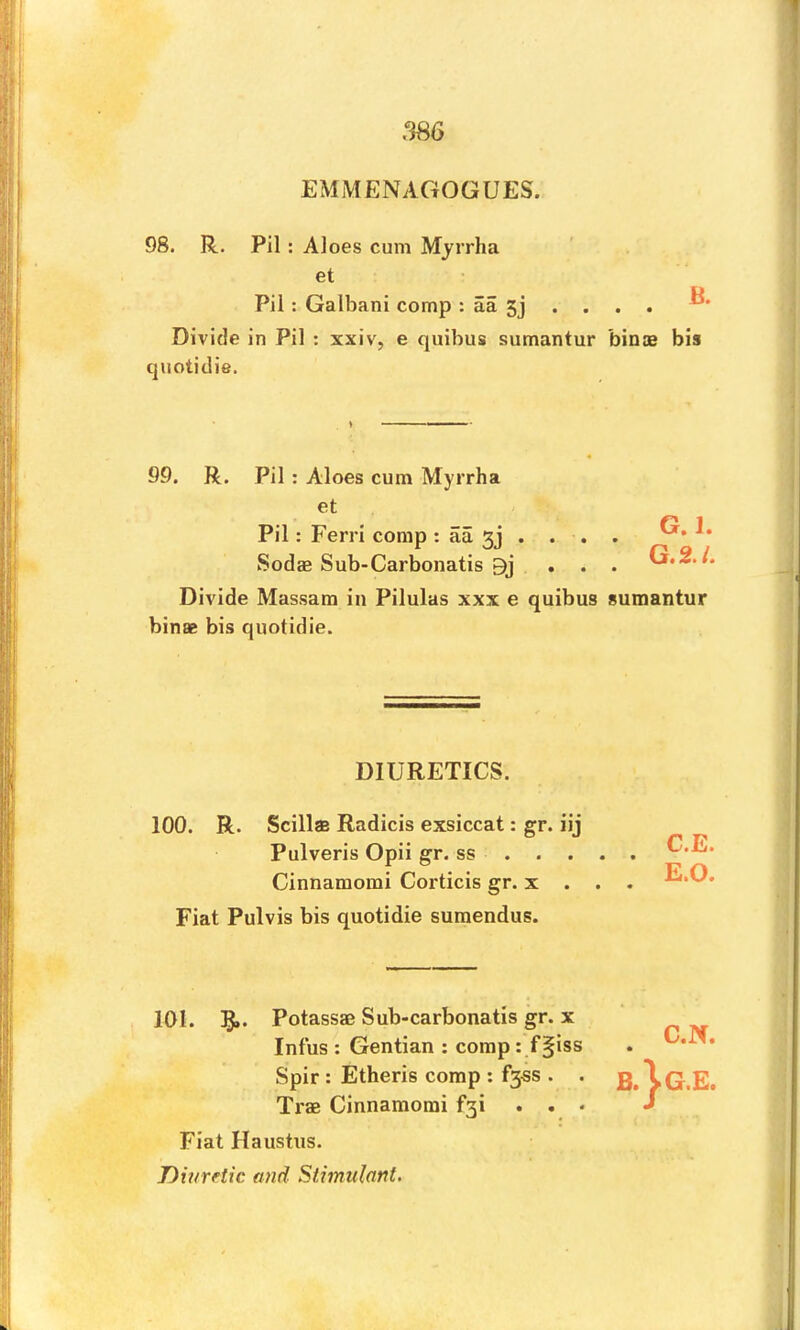 386
EMMENAGOGUES.
98. R. Pil : Aloes cum Myrrha
et
Pil : Galbani comp : āā ʒj . . . . B.
Divide in Pil : xxiv, e quibus sumantur binæ bis
quotidie.
99. R. Pil : Aloes cum Myrrha
et
Pil : Ferri comp : āā ʒj . . . . G. 1.
Sodæ Sub-Carbonatis ℈j . . . G.2.1.
Divide Massam in Pilulas xxx e quibus sumantur
binæ bis quotidie.
DIURETICS.
100. R. Scillæ Radicis exsiccat : gr. iij
Pulveris Opii gr. ss . . . . . C.E.
Cinnamomi Corticis gr. x . . . E.O.
Fiat Pulvis bis quotidie sumendus.
101. ℞. Potassæ Sub-carbonatis gr. x
Infus : Gentian : comp : f℥iss . C.N.
Spir : Etheris comp : fʒss . . B. } G.E.
Træ Cinnamomi fʒi . . .
Fiat Haustus.
Diuretic and Stimulant.